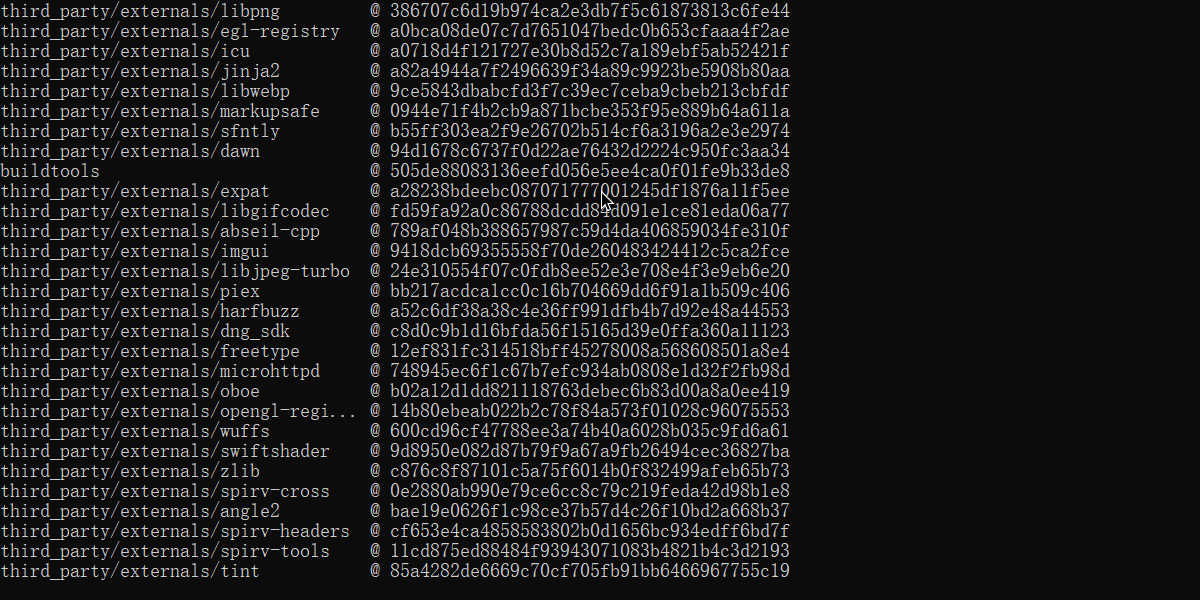 third_party/externals/libpng @ 386707c6d19b974ca2e3db7f5c61873813c6fe44
third_party/externals/egl-registry @ a0bca08de07c7d7651047bedc0b653cfaaa4f2ae
third_party/externals/icu @ a0718d4f121727e30b8d52c7a189ebf5ab52421f
third_party/externals/jinja2 @ a82a4944a7f2496639f34a89c9923be5908b80aa
third_party/externals/libwebp @ 9ce5843dbabcfd3f7c39ec7ceba9cbeb213cbfdf
third_party/externals/markupsafe @ 0944e71f4b2cb9a871bcbe353f95e889b64a611a
third_party/externals/sfntly @ b55ff303ea2f9e26702b514cf6a3196a2e3e2974
third_party/externals/dawn @ 94d1678c6737f0d22ae76432d2224c950fc3aa34
buildtools @ 505de88083136eefd056e5ee4ca0f01fe9b33de8
third_party/externals/expat @ a28238bdeebc087071777001245df1876a11f5ee
third_party/externals/libgifcodec @ fd59fa92a0c86788dcdd84d091e1ce81eda06a77
third_party/externals/abseil-cpp @ 789af048b388657987c59d4da406859034fe310f
third_party/externals/imgui @ 9418dcb69355558f70de260483424412c5ca2fce
third_party/externals/libjpeg-turbo @ 24e310554f07c0fdb8ee52e3e708e4f3e9eb6e20
third_party/externals/piex @ bb217acdca1cc0c16b704669dd6f91a1b509c406
third_party/externals/harfbuzz @ a52c6df38a38c4e36ff991dfb4b7d92e48a44553
third_party/externals/dng_sdk @ c8d0c9b1d16bfda56f15165d39e0ffa360a11123
third_party/externals/freetype @ 12ef831fc314518bff45278008a568608501a8e4
third_party/externals/microhttpd @ 748945ec6f1c67b7efc934ab0808e1d32f2fb98d
third_party/externals/oboe @ b02a12d1dd821118763debec6b83d00a8a0ee419
third_party/externals/opengl-regi... @ 14b80ebeab022b2c78f84a573f01028c96075553
third_party/externals/wuffs @ 600cd96cf47788ee3a74b40a6028b035c9fd6a61
third_party/externals/swiftshader @ 9d8950e082d87b79f9a67a9fb26494cec36827ba
third_party/externals/zlib @ c876c8f87101c5a75f6014b0f832499afeb65b73
third_party/externals/spirv-cross @ 0e2880ab990e79ce6cc8c79c219feda42d98b1e8
third_party/externals/angle2 @ bae19e0626f1c98ce37b57d4c26f10bd2a668b37
third_party/externals/spirv-headers @ cf653e4ca4858583802b0d1656bc934edff6bd7f
third_party/externals/spirv-tools @ 11cd875ed88484f93943071083b4821b4c3d2193
third_party/externals/tint @ 85a4282de6669c70cf705fb91bb6466967755c19